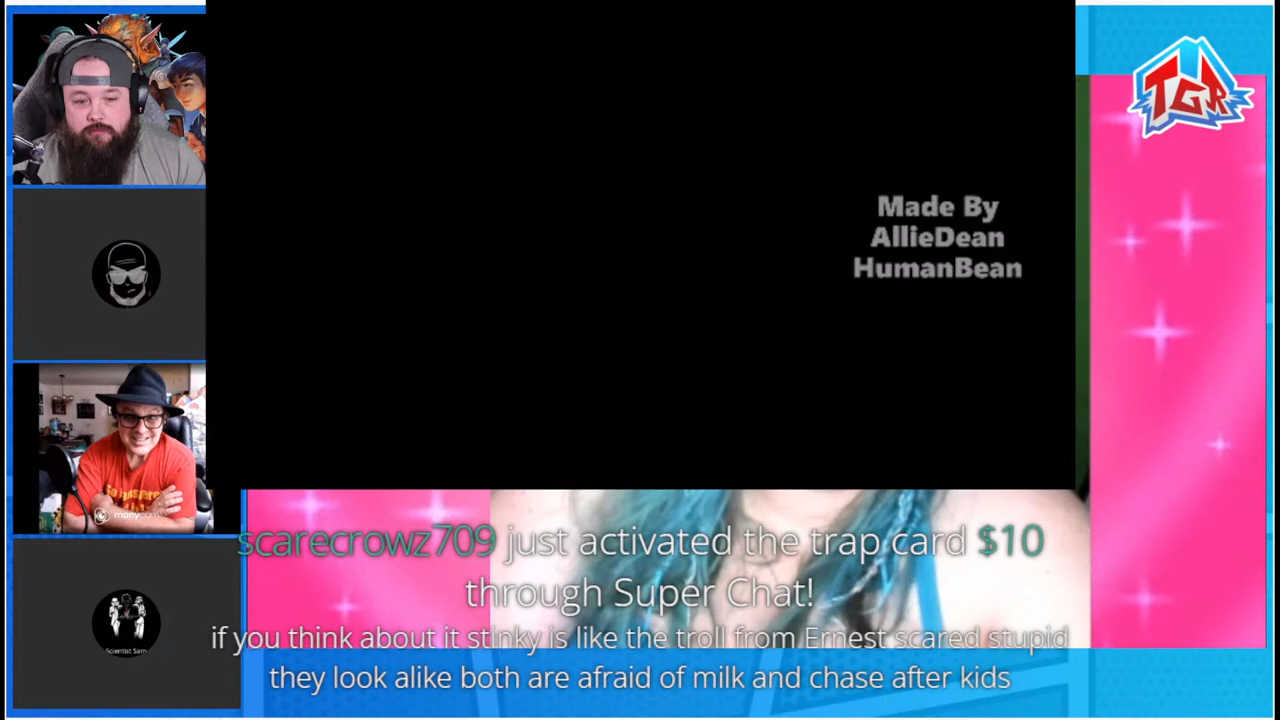 TGR
Made By
AllieDean
HumanBean
scarecrowz709 just activated the trap card $10
through Super Chat!
if you think about it stinky is like the troll from Ernest scared stupid
they look alike both are afraid of milk and chase after kids
Scientist Sam